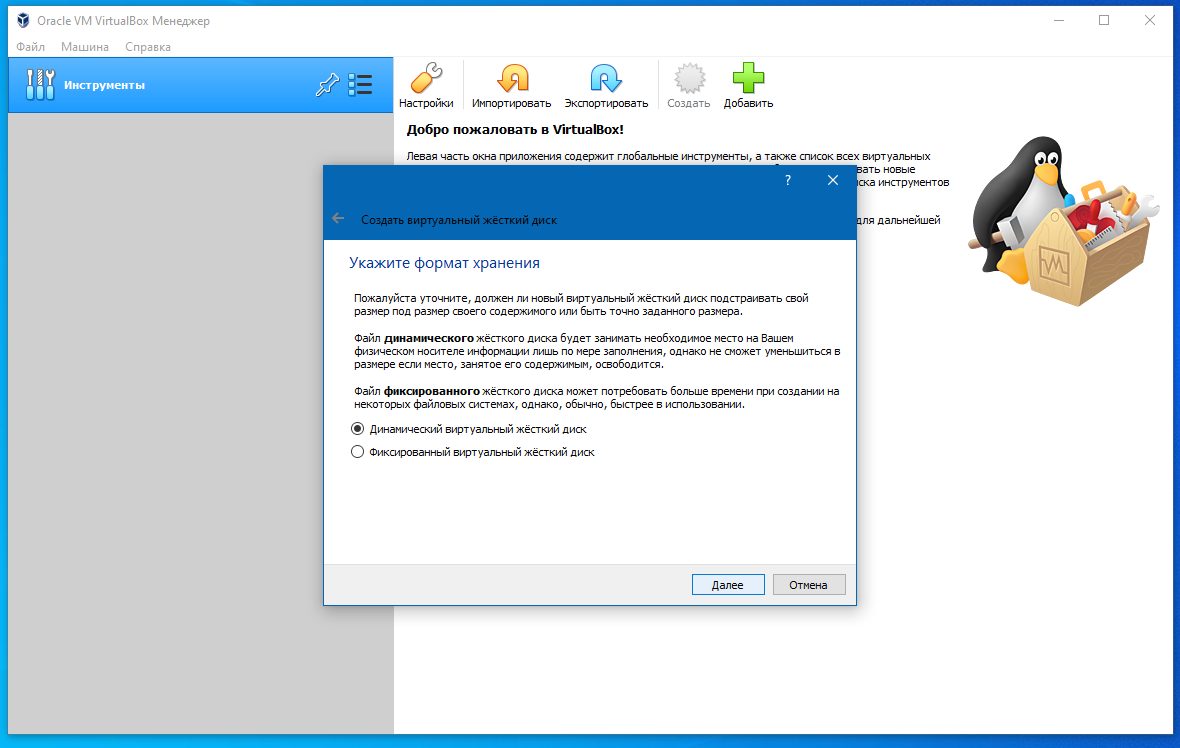 Oracle VM VirtualBox Менеджер
Файл Машина Справка
Инструменты
Настройки Импортировать Экспортировать Создать Добавить
Добро пожаловать в VirtualBox!
Левая часть окна приложения содержит глобальные инструменты, а также список всех виртуальных
вать новые
ска инструментов
для дальнейшей
?
Создать виртуальный жёсткий диск
Укажите формат хранения
Пожалуйста уточните, должен ли новый виртуальный жёсткий диск подстраивать свой
размер под размер своего содержимого или быть точно заданного размера.
Файл динамического жёсткого диска будет занимать необходимое место на Вашем
физическом носителе информации лишь по мере заполнения, однако не сможет уменьшиться в
размере если место, занятое его содержимым, освободится.
Файл фиксированного жёсткого диска может потребовать больше времени при создании на
некоторых файловых системах, однако, обычно, быстрее в использовании.
Динамический виртуальный жёсткий диск
Фиксированный виртуальный жёсткий диск
Далее Отмена